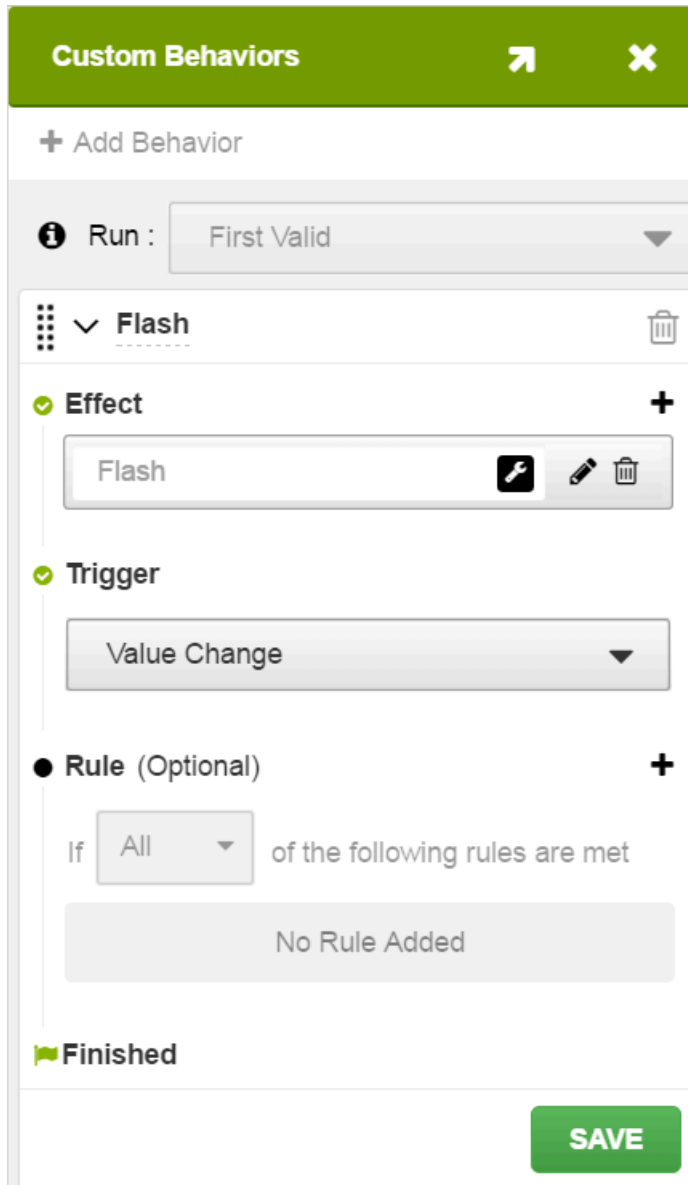 Custom Behaviors
Add Behavior
Run : First Valid
Flash
Effect
Flash
Trigger
Value Change
Rule (Optional)
If All of the following rules are met
No Rule Added
Finished
SAVE